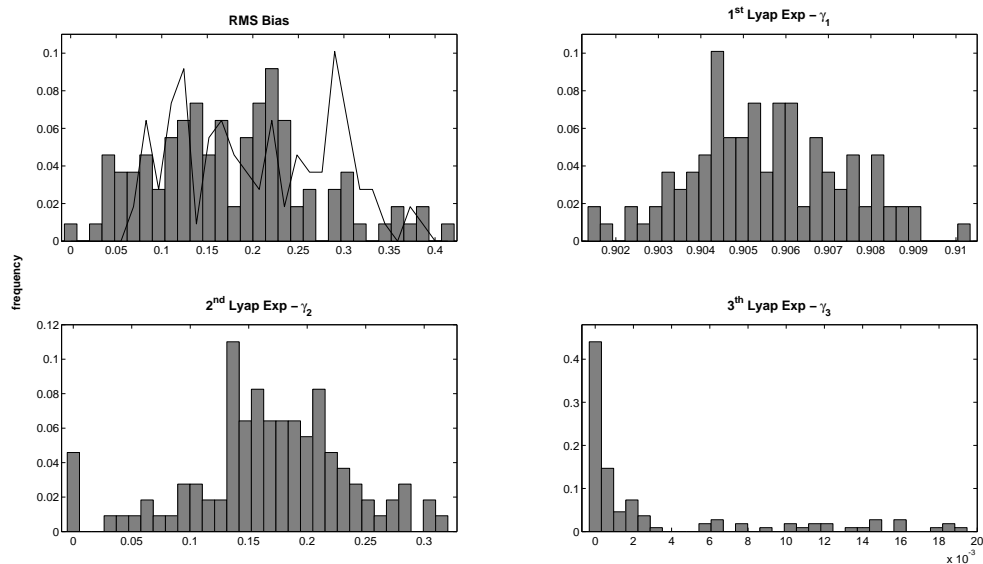 RMS Bias
0.1
0.08
0.06
0.04
0.02
0
0 0.05 0.1 0.15 0.2 0.25 0.3 0.35 0.4
1st Lyap Exp − γ1
0.1
0.08
0.06
0.04
0.02
0
0.902 0.903 0.904 0.905 0.906 0.907 0.908 0.909 0.91
frequency
2nd Lyap Exp − γ2
0.12
0.1
0.08
0.06
0.04
0.02
0
0 0.05 0.1 0.15 0.2 0.25 0.3
3th Lyap Exp − γ3
0.4
0.3
0.2
0.1
0
0 4 6 8 10 12 14 16 18 20
x 10-3